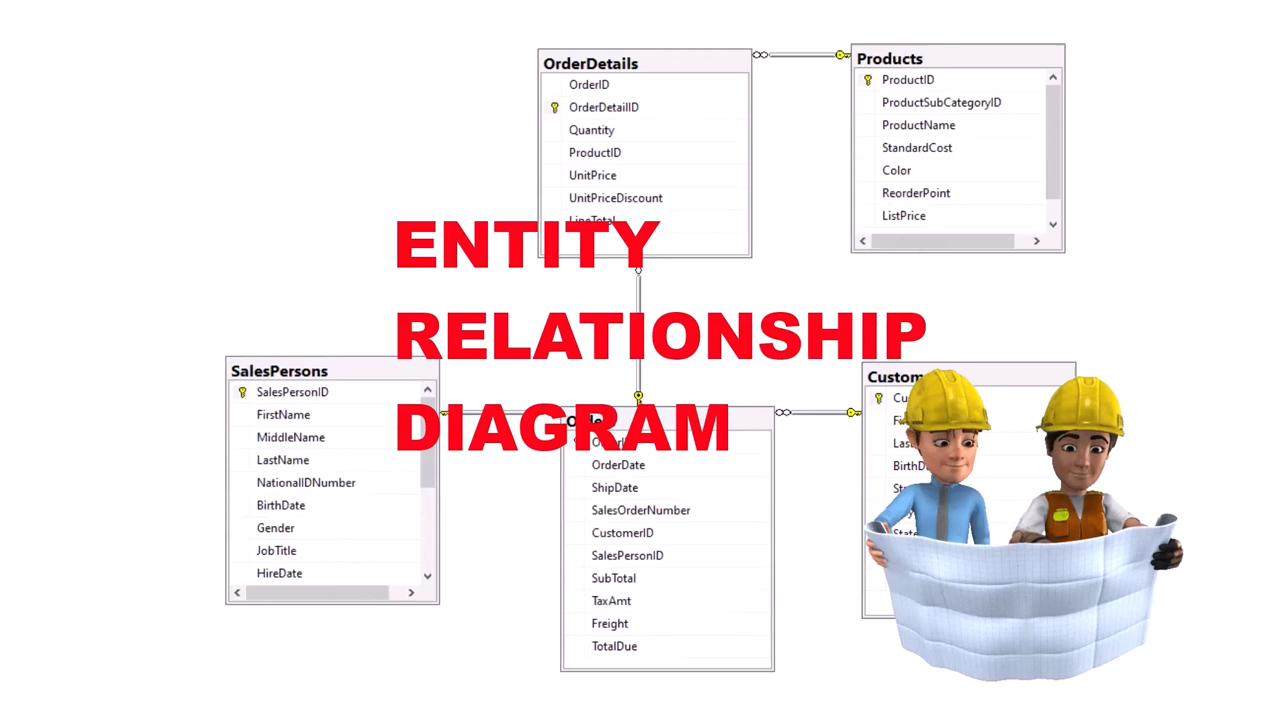 OrderDetails
OrderID
OrderDetailID
Quantity
ProductID
UnitPrice
UnitPriceDiscount
LineTotal
Products
ProductID
ProductSubCategoryID
ProductName
StandardCost
Color
ReorderPoint
ListPrice
ENTITY
RELATIONSHIP
DIAGRAM
SalesPersons
SalesPersonID
FirstName
MiddleName
LastName
NationalIDNumber
BirthDate
Gender
JobTitle
HireDate
OrderDate
ShipDate
SalesOrderNumber
CustomerID
SalesPersonID
SubTotal
TaxAmt
Freight
TotalDue